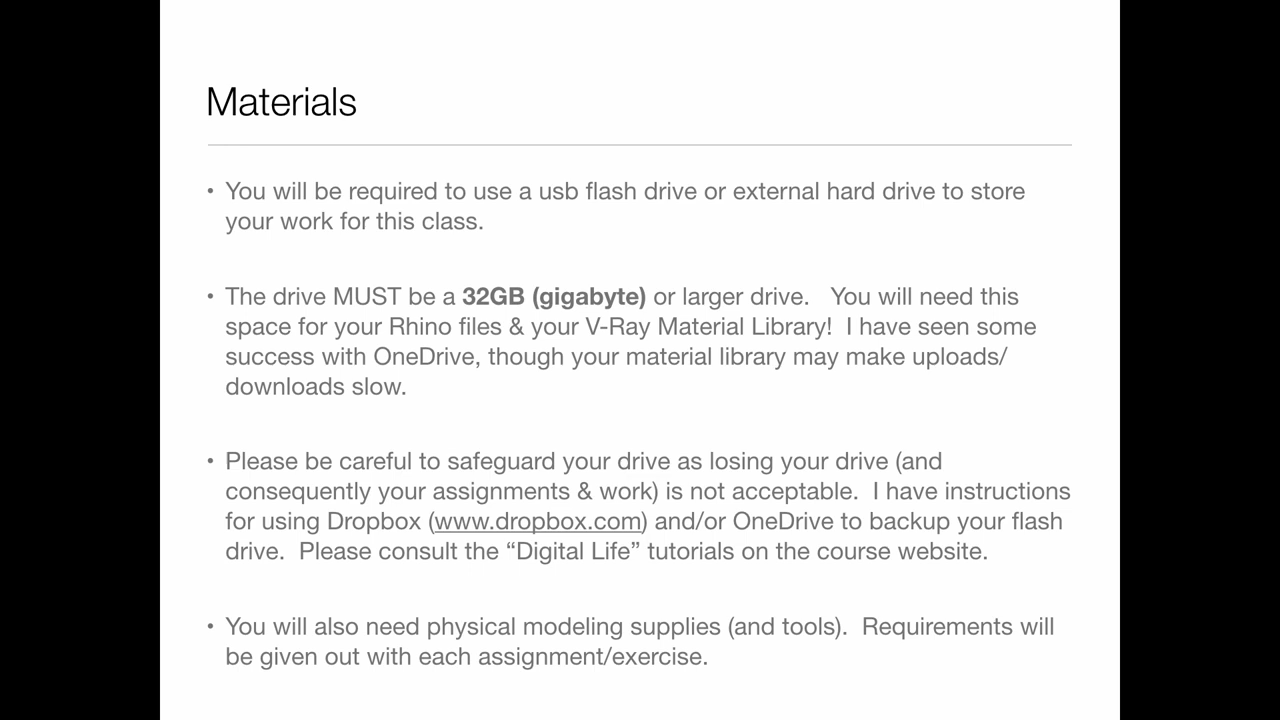 Materials
• You will be required to use a usb flash drive or external hard drive to store
your work for this class.
• The drive MUST be a 32GB (gigabyte) or larger drive.   You will need this
space for your Rhino files & your V-Ray Material Library!  I have seen some
success with OneDrive, though your material library may make uploads/
downloads slow.
• Please be careful to safeguard your drive as losing your drive (and
consequently your assignments & work) is not acceptable.  I have instructions
for using Dropbox (www.dropbox.com) and/or OneDrive to backup your flash
drive.  Please consult the “Digital Life” tutorials on the course website.
• You will also need physical modeling supplies (and tools).  Requirements will
be given out with each assignment/exercise.